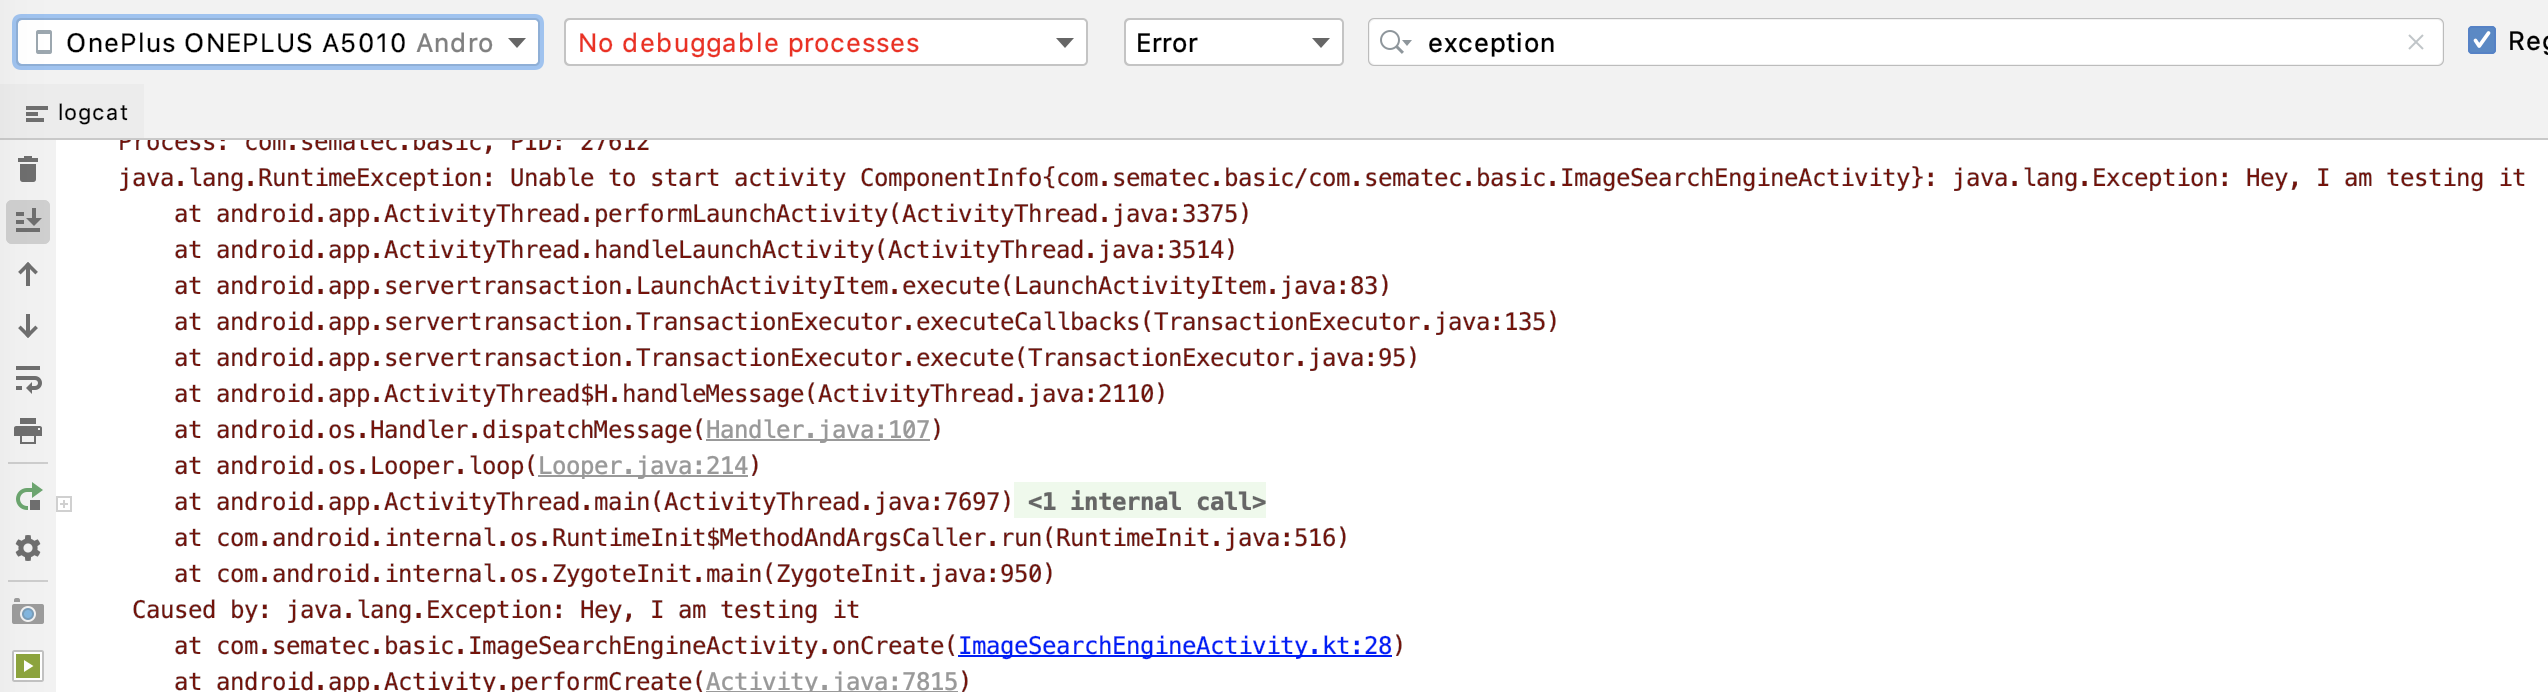 OnePlus ONEPLUS A5010 Andro
No debuggable processes
Error
exception
logcat
Process: com.sematec.basic, PID: 27612
java.lang.RuntimeException: Unable to start activity ComponentInfo{com.sematec.basic/com.sematec.basic.ImageSearchEngineActivity}: java.lang.Exception: Hey, I am testing it
at android.app.ActivityThread.performLaunchActivity(ActivityThread.java:3375)
at android.app.ActivityThread.handleLaunchActivity(ActivityThread.java:3514)
at android.app.servertransaction.LaunchActivityItem.execute(LaunchActivityItem.java:83)
at android.app.servertransaction.TransactionExecutor.executeCallbacks(TransactionExecutor.java:135)
at android.app.servertransaction.TransactionExecutor.execute(TransactionExecutor.java:95)
at android.app.ActivityThread$H.handleMessage(ActivityThread.java:2110)
at android.os.Handler.dispatchMessage(Handler.java:107)
at android.os.Looper.loop(Looper.java:214)
at android.app.ActivityThread.main(ActivityThread.java:7697) <1 internal call>
at com.android.internal.os.RuntimeInit$MethodAndArgsCaller.run(RuntimeInit.java:516)
at com.android.internal.os.ZygoteInit.main(ZygoteInit.java:950)
Caused by: java.lang.Exception: Hey, I am testing it
at com.sematec.basic.ImageSearchEngineActivity.onCreate(ImageSearchEngineActivity.kt:28)
at android.app.Activity.performCreate(Activity.java:7815)